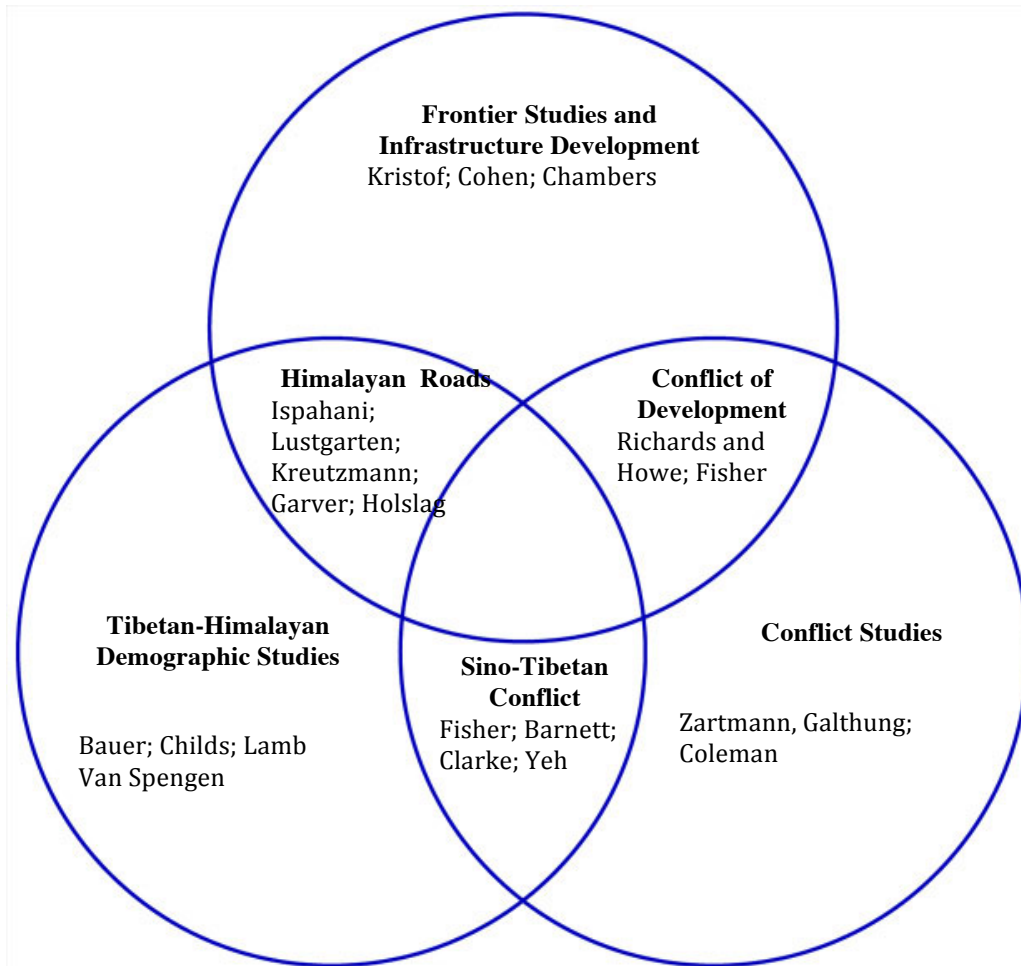 Frontier Studies and
Infrastructure Development
Kristof; Cohen; Chambers
Himalayan Roads
Ispahani;
Lustgarten;
Kreutzmann;
Garver; Holslag
Conflict of
Development
Richards and
Howe; Fisher
Tibetan-Himalayan
Demographic Studies
Bauer; Childs; Lamb
Van Spengen
Sino-Tibetan
Conflict
Fisher; Barnett;
Clarke; Yeh
Conflict Studies
Zartmann, Galthung;
Coleman